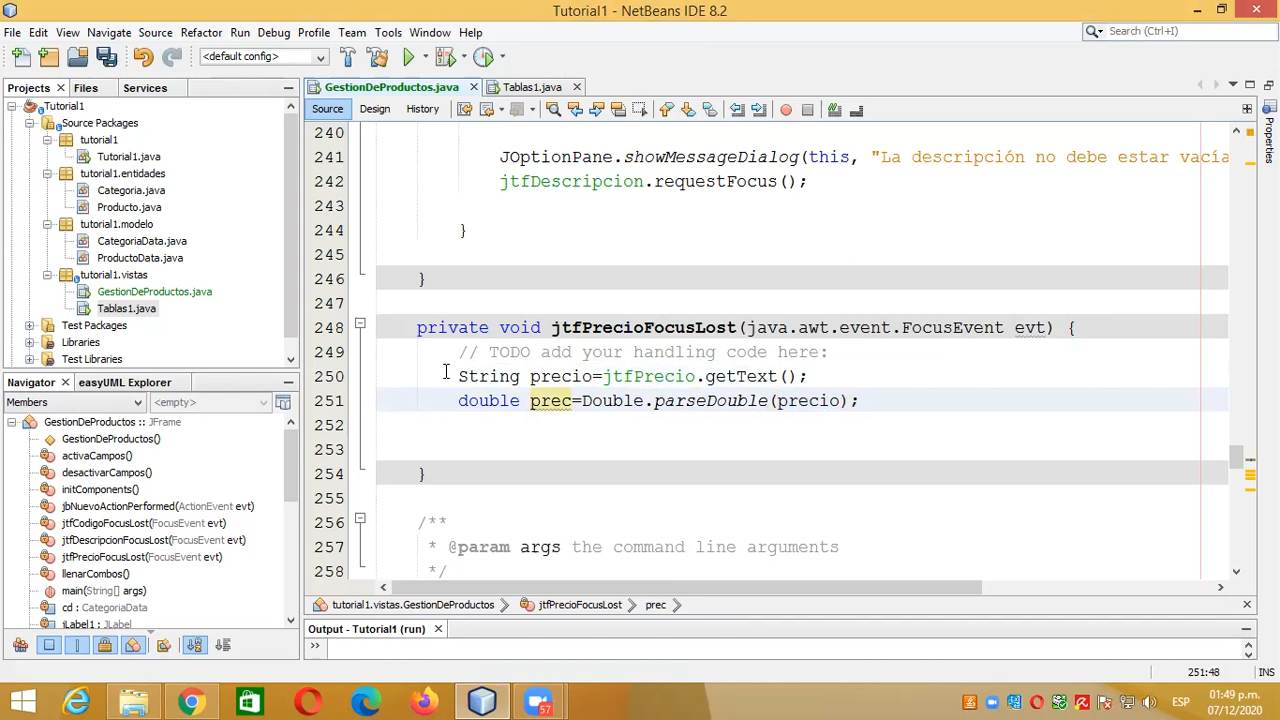 Tutorial1 - NetBeans IDE 8.2
File Edit View Navigate Source Refactor Run Debug Profile Team Tools Window Help
Search (Ctrl+I)
<default config>
Projects Files Services
GestionDeProductos.java Tablas1.java
Source Design History
Tutorial1
Source Packages
tutorial1
Tutorial1.java
tutorial1.entidades
Categoria.java
Producto.java
tutorial1.modelo
CategoriaData.java
ProductoData.java
tutorial1.vistas
GestionDeProductos.java
Tablas1.java
Test Packages
Libraries
Test Libraries
Navigator easyUML Explorer
Members <empty>
GestionDeProductos :: JFrame
GestionDeProductos()
activaCampos()
desactivarCampos()
initComponents()
jbNuevoActionPerformed(ActionEvent evt)
jtfCodigoFocusLost(FocusEvent evt)
jtfDescripcionFocusLost(FocusEvent evt)
jtfPrecioFocusLost(FocusEvent evt)
llenarCombos()
main(String[] args)
cd : CategoriaData
jLabel1 : JLabel
240
241 JOptionPane.showMessageDialog(this, "La descripción no debe estar vacía
242 jtfDescripcion.requestFocus();
243
244 }
245
246 }
247
248 private void jtfPrecioFocusLost(java.awt.event.FocusEvent evt) {
249 // TODO add your handling code here:
250 String precio=jtfPrecio.getText();
251 double prec=Double.parseDouble(precio);
252
253
254 }
255
256 /**
257 * @param args the command line arguments
258 */
tutorial1.vistas.GestionDeProductos jtfPrecioFocusLost prec
Output - Tutorial1 (run)
Properties
251:48 INS
57
ESP
01:49 p.m.
07/12/2020